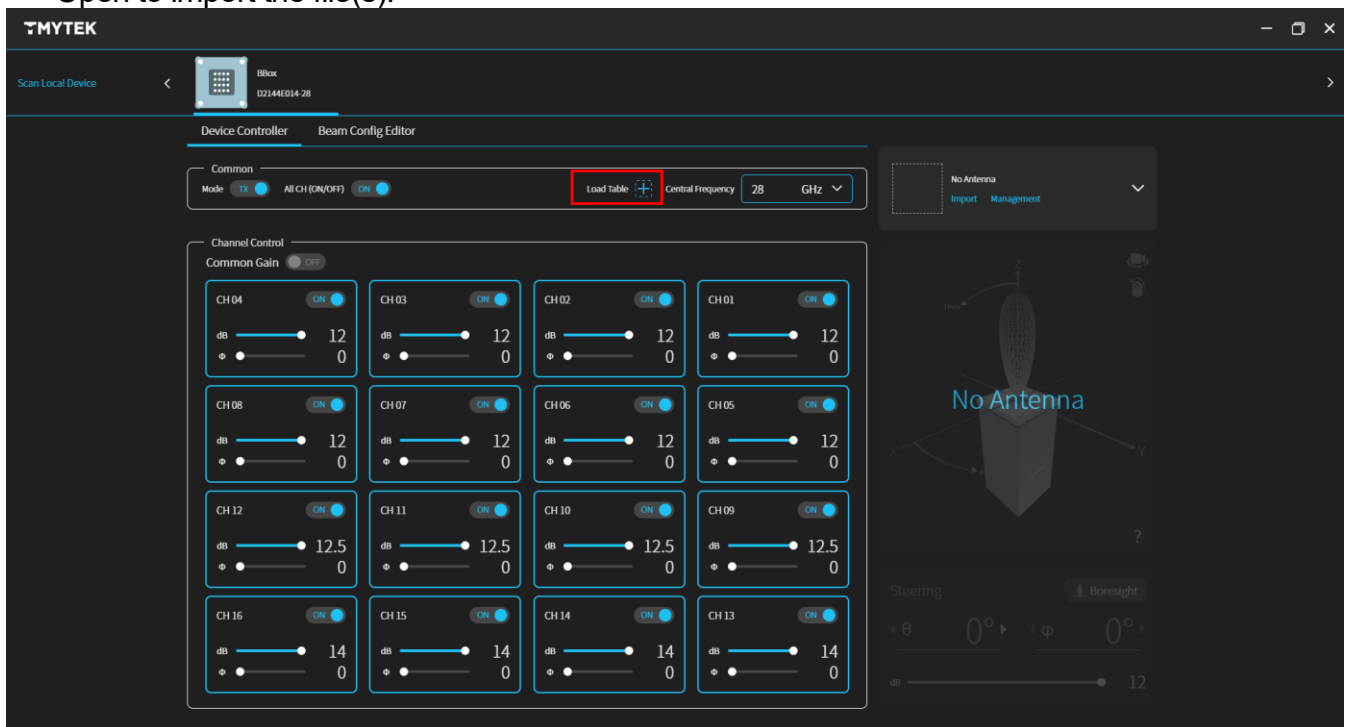 Open to import the file(s).
TMYTEK
Scan Local Device
BBox
D2144E014-28
Device Controller Beam Config Editor
Common
Mode TX All CH (ON/OFF) ON Load Table Central Frequency 28 GHz
No Antenna
Import Management
Channel Control
Common Gain OFF
CH 04 ON CH 03 ON CH 02 ON CH 01 ON
dB 12 dB 12 dB 12 dB 12
Φ 0 Φ 0 Φ 0 Φ 0
CH 08 ON CH 07 ON CH 06 ON CH 05 ON
dB 12 dB 12 dB 12 dB 12
Φ 0 Φ 0 Φ 0 Φ 0
CH 12 ON CH 11 ON CH 10 ON CH 09 ON
dB 12.5 dB 12.5 dB 12.5 dB 12.5
Φ 0 Φ 0 Φ 0 Φ 0
CH 16 ON CH 15 ON CH 14 ON CH 13 ON
dB 14 dB 14 dB 14 dB 14
Φ 0 Φ 0 Φ 0 Φ 0
Z
Theta
No Antenna
X Y
?
Steering Boresight
θ 0° φ 0°
dB 12